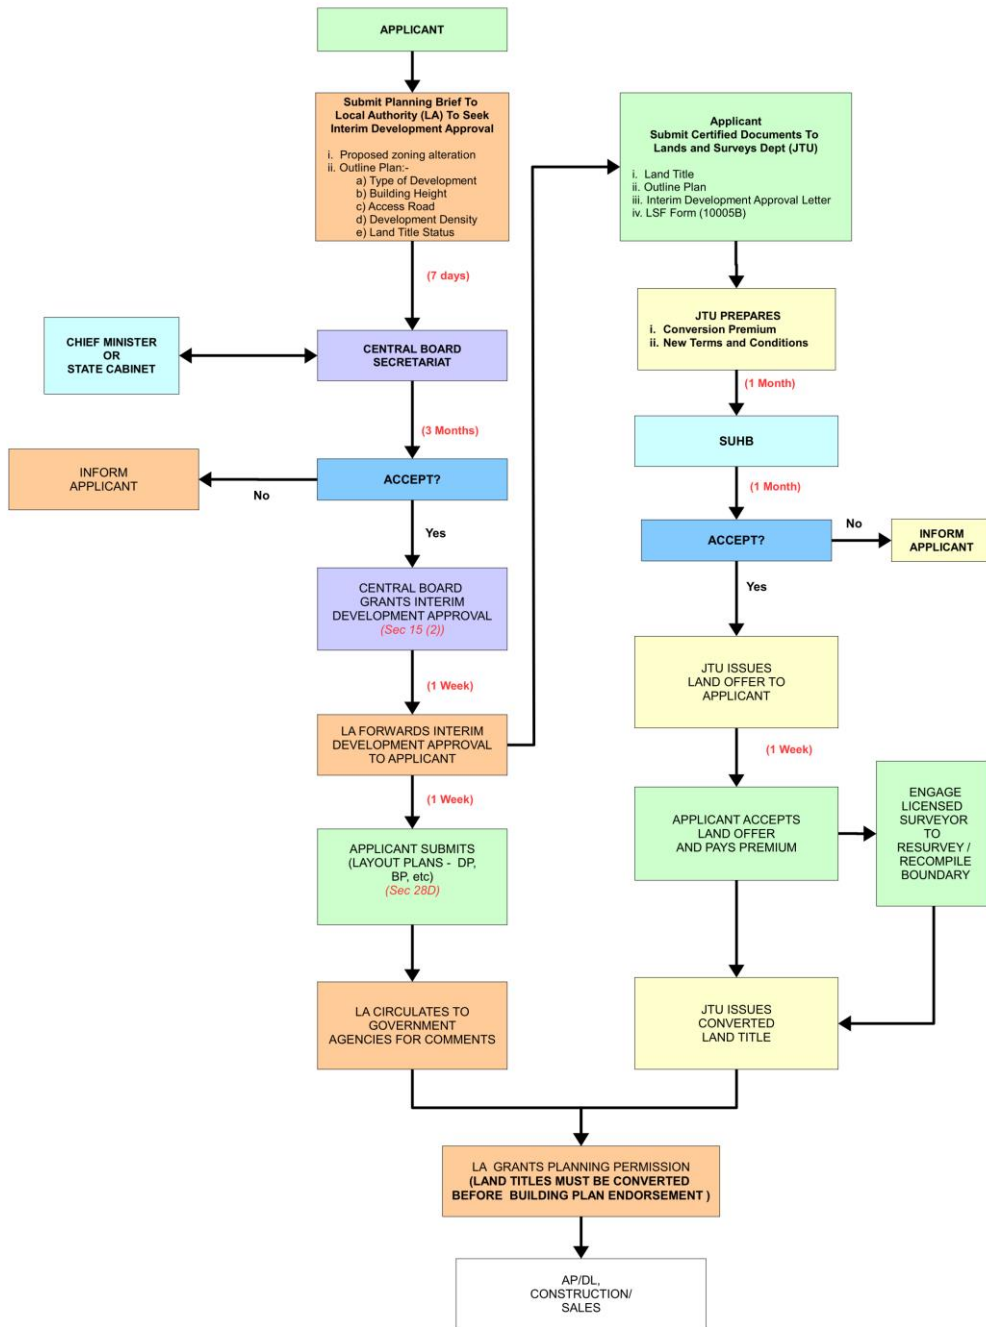 APPLICANT
Submit Planning Brief To
Local Authority (LA) To Seek
Interim Development Approval
i. Proposed zoning alteration
ii. Outline Plan:-
a) Type of Development
b) Building Height
c) Access Road
d) Development Density
e) Land Title Status
(7 days)
CHIEF MINISTER
OR
STATE CABINET
CENTRAL BOARD
SECRETARIAT
(3 Months)
INFORM
APPLICANT
No
ACCEPT?
Yes
CENTRAL BOARD
GRANTS INTERIM
DEVELOPMENT APPROVAL
(Sec 15 (2))
(1 Week)
LA FORWARDS INTERIM
DEVELOPMENT APPROVAL
TO APPLICANT
(1 Week)
APPLICANT SUBMITS
(LAYOUT PLANS - DP,
BP, etc)
(Sec 28D)
LA CIRCULATES TO
GOVERNMENT
AGENCIES FOR COMMENTS
Applicant
Submit Certified Documents To
Lands and Surveys Dept (JTU)
i. Land Title
ii. Outline Plan
iii. Interim Development Approval Letter
iv. LSF Form (10005B)
JTU PREPARES
i. Conversion Premium
ii. New Terms and Conditions
(1 Month)
SUHB
(1 Month)
ACCEPT?
No
INFORM
APPLICANT
Yes
JTU ISSUES
LAND OFFER TO
APPLICANT
(1 Week)
APPLICANT ACCEPTS
LAND OFFER
AND PAYS PREMIUM
ENGAGE
LICENSED
SURVEYOR
TO
RESURVEY /
RECOMPILE
BOUNDARY
JTU ISSUES
CONVERTED
LAND TITLE
LA GRANTS PLANNING PERMISSION
(LAND TITLES MUST BE CONVERTED
BEFORE BUILDING PLAN ENDORSEMENT )
AP/DL,
CONSTRUCTION/
SALES